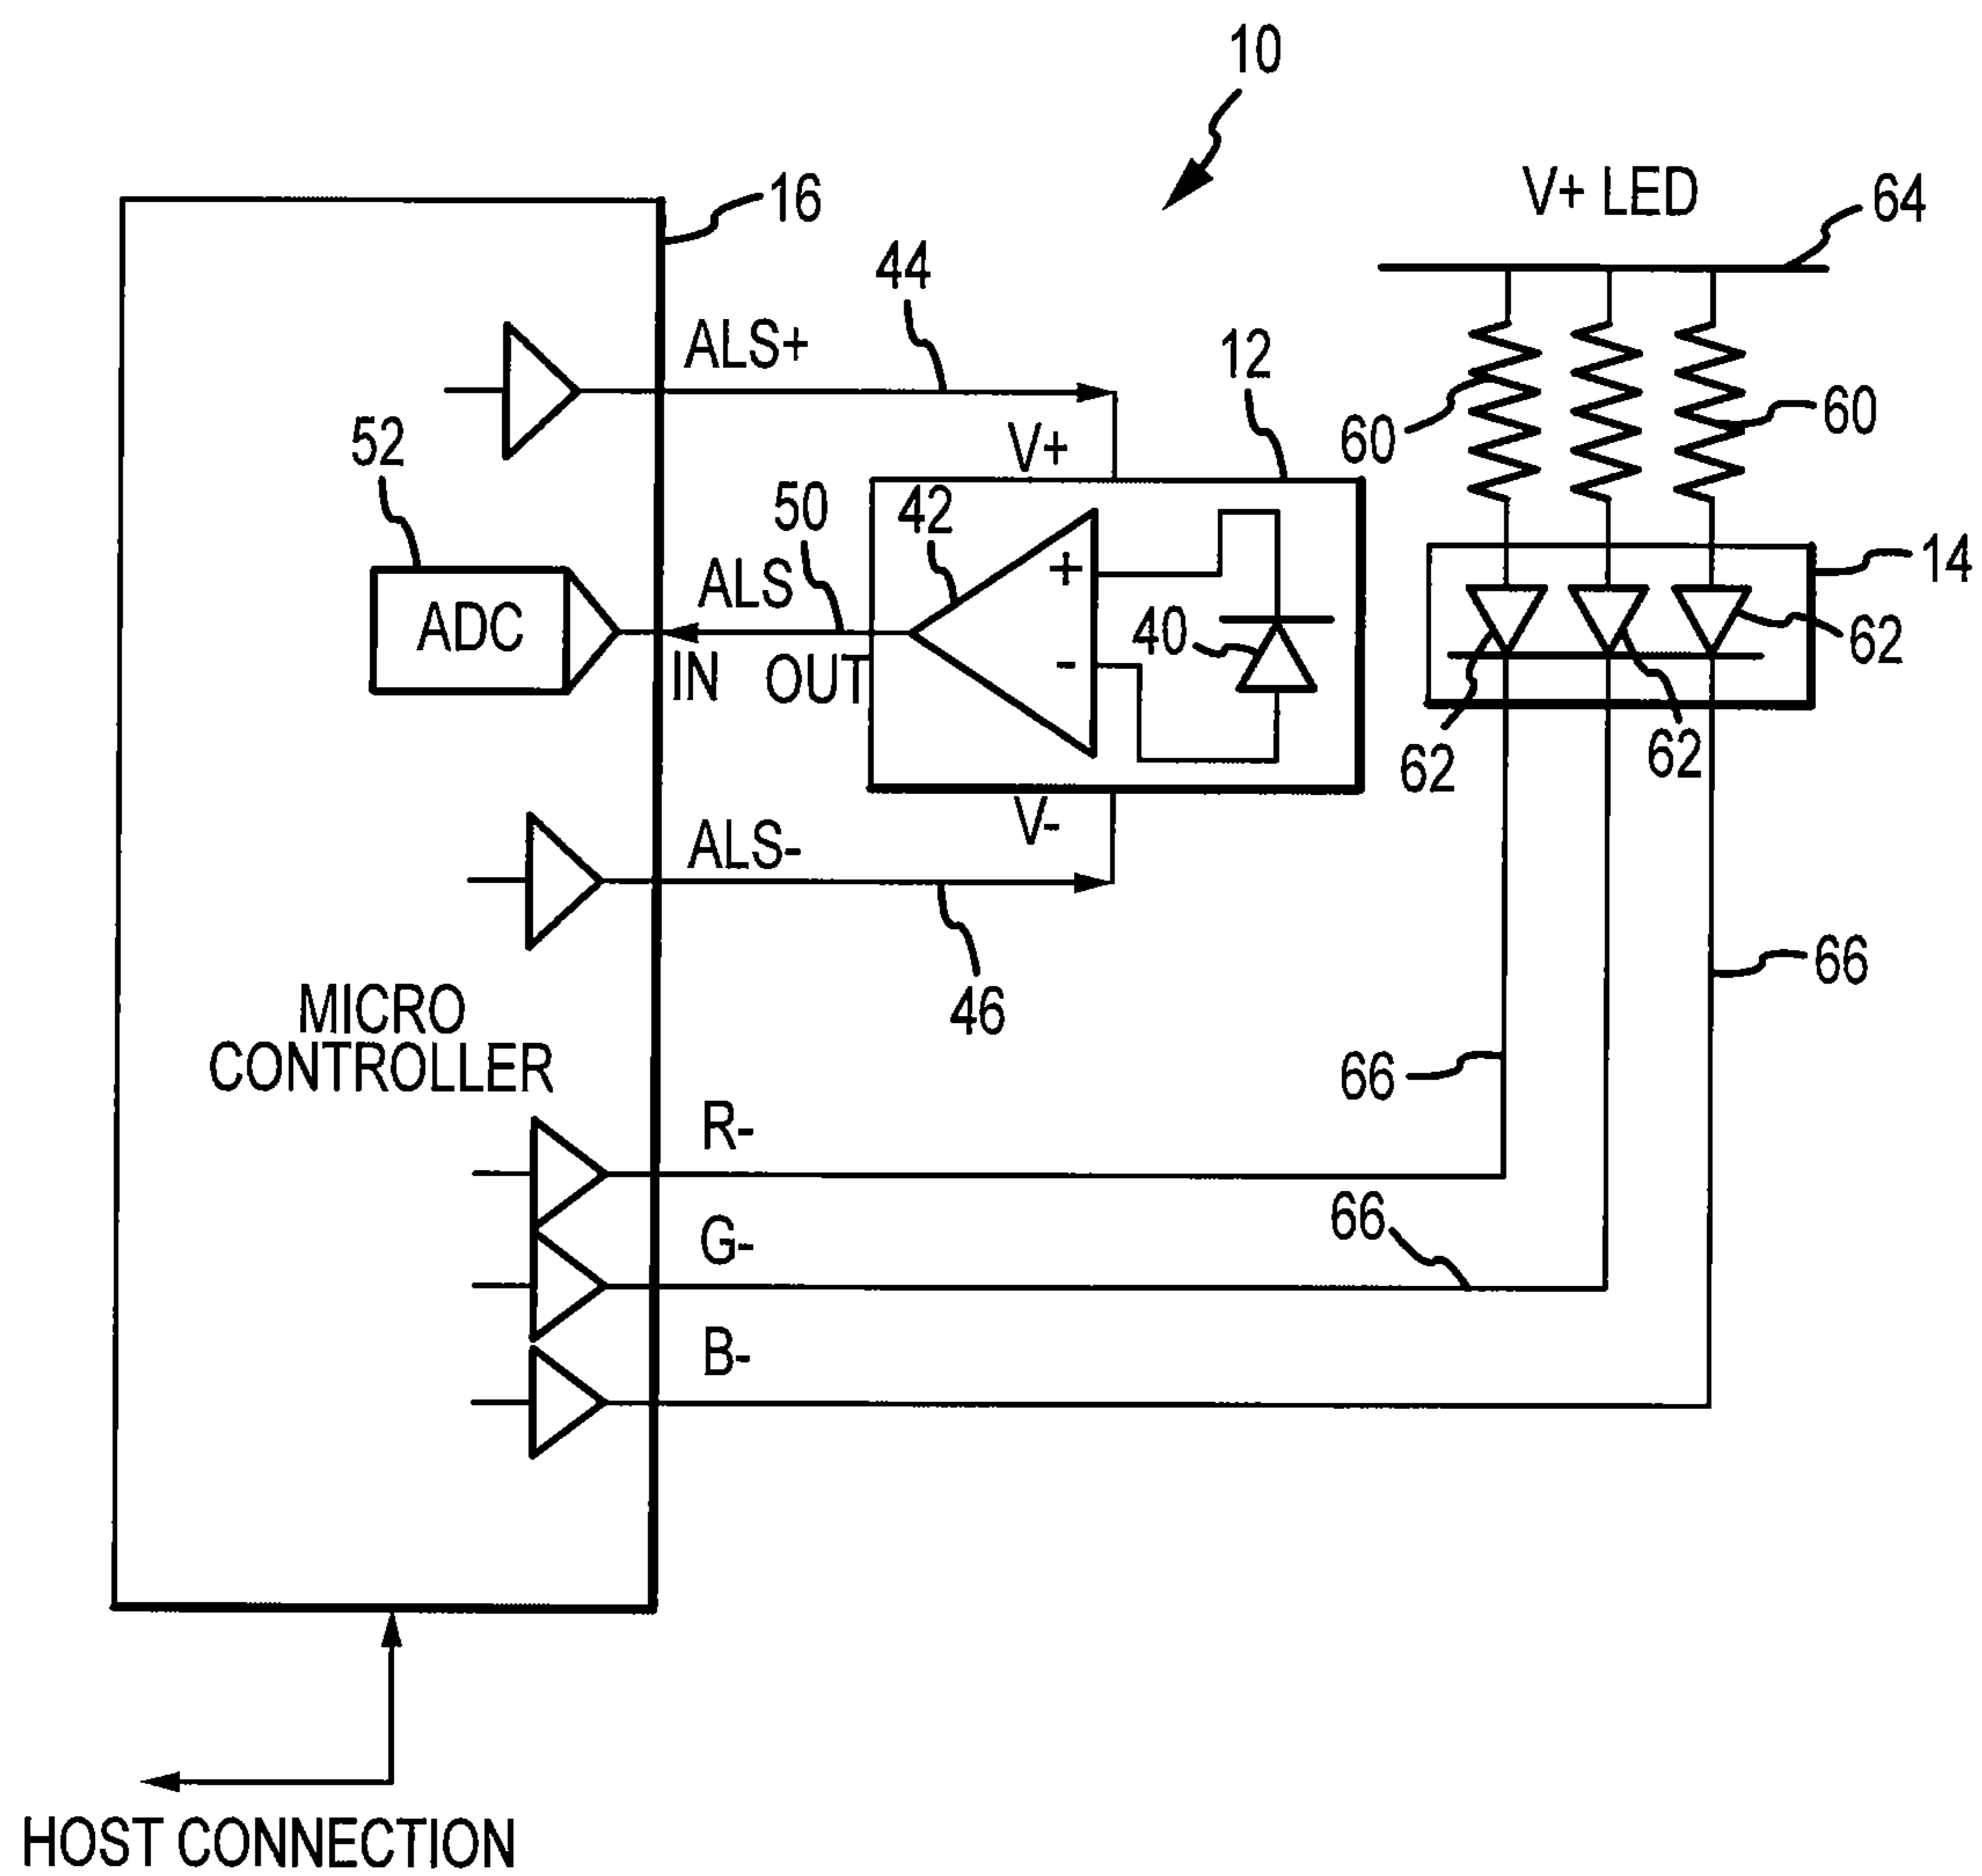 10
16
V+ LED
64
44
ALS+
12
52
V+
60
60
50
42
+
14
ALS
ADC
40
62
IN
OUT
-
62
62
V-
ALS-
66
46
MICRO
CONTROLLER
66
R-
66
G-
B-
HOST CONNECTION